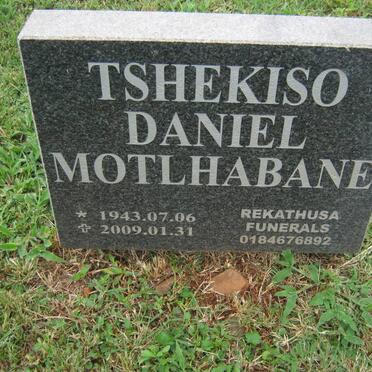 TSHEKISO
DANIEL
MOTLHABANE
* 1943.07.06
✞ 2009.01.31
REKATHUSA
FUNERALS
0184676892